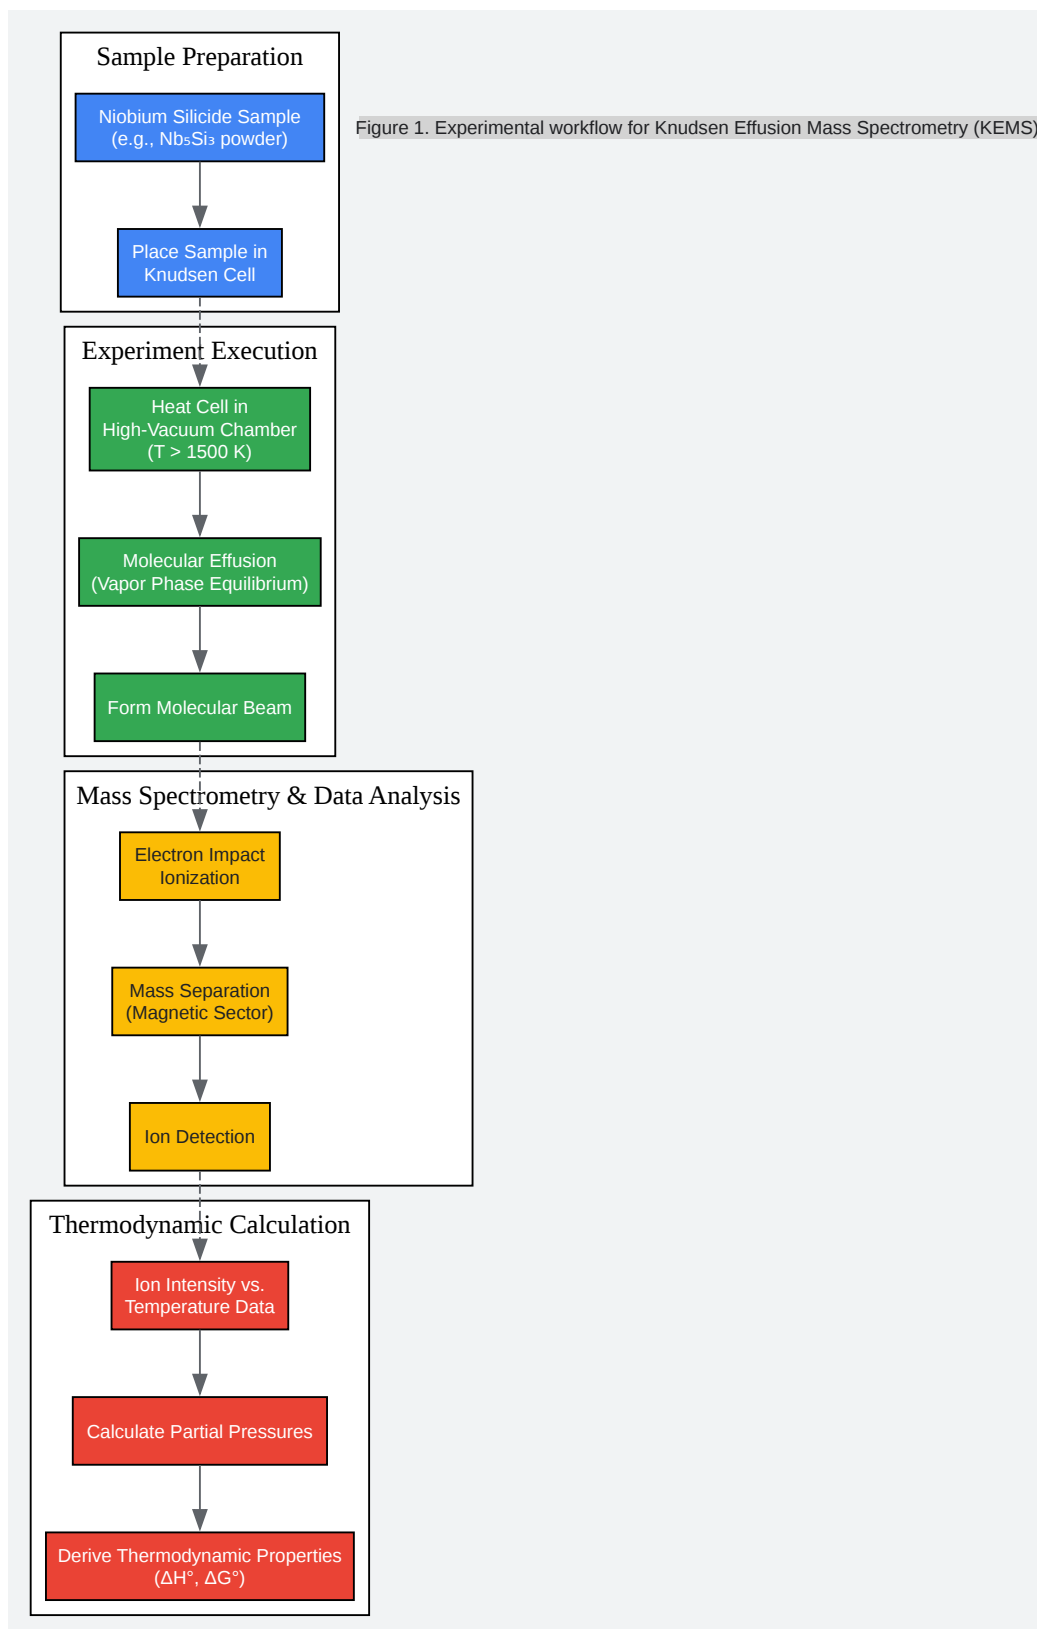 Sample Preparation
Niobium Silicide Sample
(e.g., Nb₅Si₃ powder)
Figure 1. Experimental workflow for Knudsen Effusion Mass Spectrometry (KEMS)
Place Sample in
Knudsen Cell
Experiment Execution
Heat Cell in
High-Vacuum Chamber
(T > 1500 K)
Molecular Effusion
(Vapor Phase Equilibrium)
Form Molecular Beam
Mass Spectrometry & Data Analysis
Electron Impact
Ionization
Mass Separation
(Magnetic Sector)
Ion Detection
Thermodynamic Calculation
Ion Intensity vs.
Temperature Data
Calculate Partial Pressures
Derive Thermodynamic Properties
(ΔH°, ΔG°)